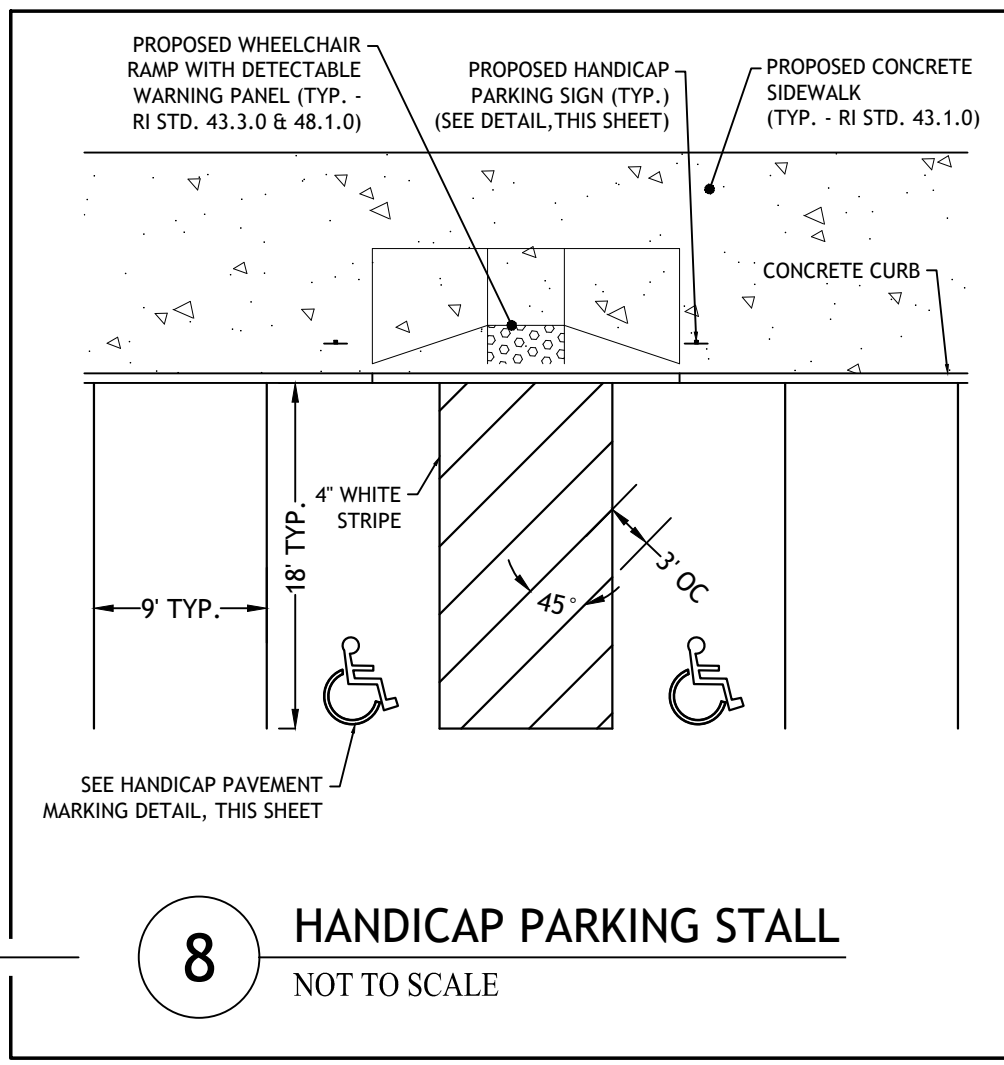 PROPOSED WHEELCHAIR
RAMP WITH DETECTABLE
WARNING PANEL (TYP. -
RI STD. 43.3.0 & 48.1.0)
PROPOSED HANDICAP
PARKING SIGN (TYP.)
(SEE DETAIL,THIS SHEET)
PROPOSED CONCRETE
SIDEWALK
(TYP. - RI STD. 43.1.0)
CONCRETE CURB
4" WHITE
STRIPE
18' TYP.
9' TYP.
45°
3' OC
SEE HANDICAP PAVEMENT
MARKING DETAIL, THIS SHEET
8
HANDICAP PARKING STALL
NOT TO SCALE